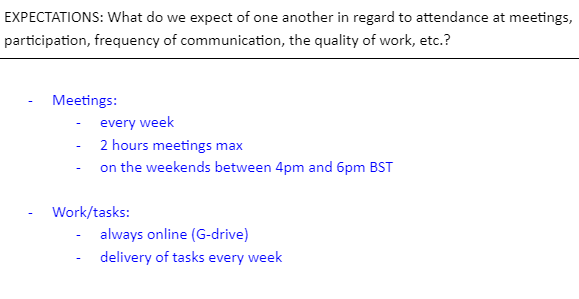 EXPECTATIONS: What do we expect of one another in regard to attendance at meetings,
participation, frequency of communication, the quality of work, etc.?
- Meetings:
- every week
- 2 hours meetings max
- on the weekends between 4pm and 6pm BST
- Work/tasks:
- always online (G-drive)
- delivery of tasks every week